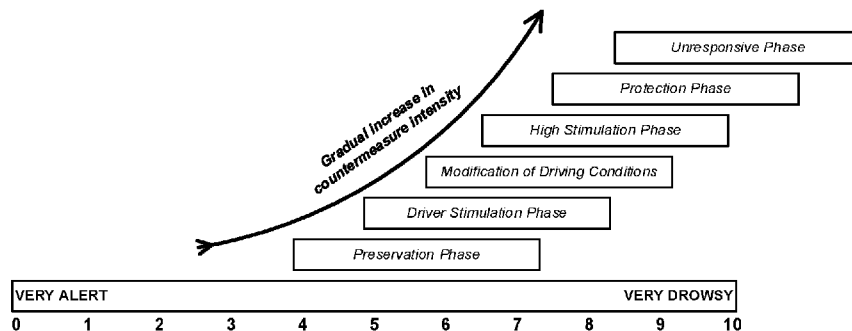 Unresponsive Phase
Protection Phase
High Stimulation Phase
Modification of Driving Conditions
Driver Stimulation Phase
Preservation Phase
Gradual increase in
countermeasure intensity
VERY ALERT VERY DROWSY
0 1 2 3 4 5 6 7 8 9 10